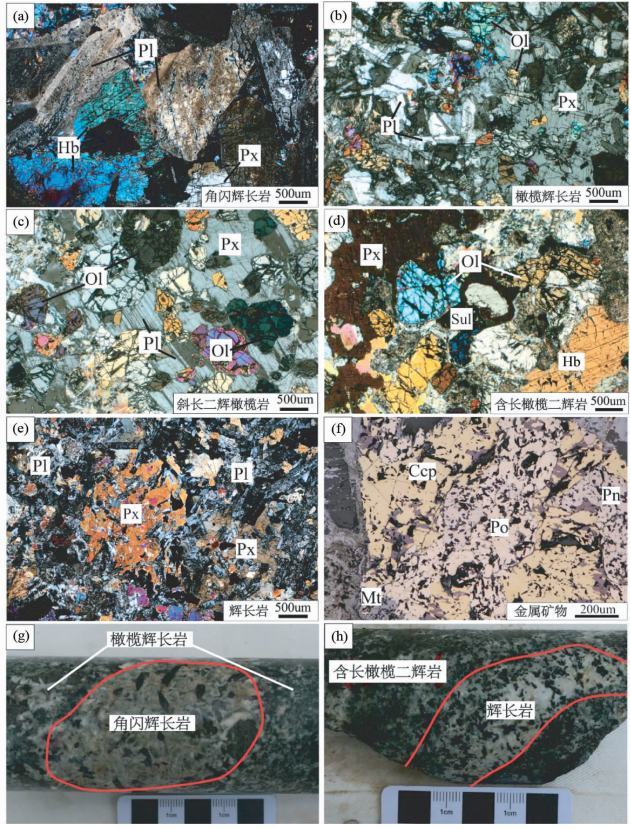 (a)
Pl
Hb
Px
角闪辉长岩
500um
(b)
Ol
Px
Pl
橄榄辉长岩
500um
(c)
Px
Ol
Pl
Ol
斜长二辉橄榄岩
500um
(d)
Px
Ol
Sul
Hb
含长橄榄二辉岩
500um
(e)
Pl
Pl
Px
Px
辉长岩
500um
(f)
Ccp
Pn
Po
Mt
金属矿物
200um
(g)
橄榄辉长岩
角闪辉长岩
1cm
1cm
(h)
含长橄榄二辉岩
辉长岩
1cm
1cm